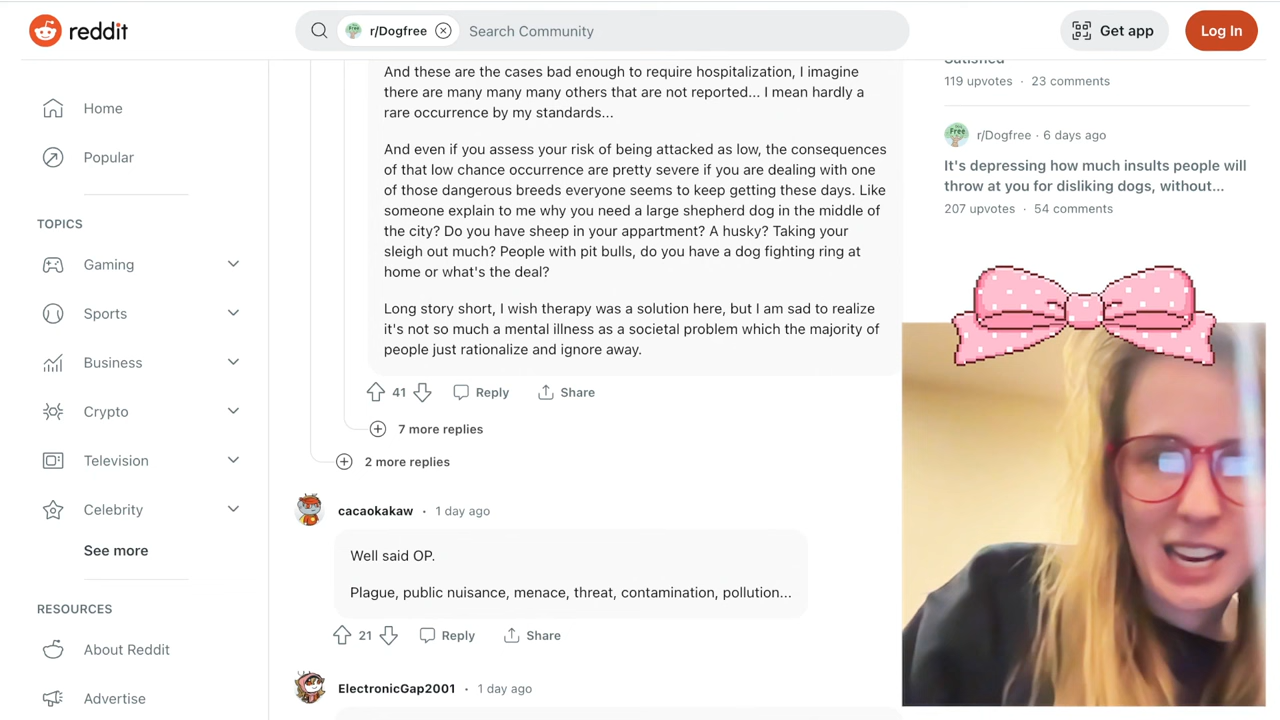 reddit
Free
r/Dogfree
Search Community
Get app
Log In
Home
Popular
TOPICS
Gaming
Sports
Business
Crypto
Television
Celebrity
See more
RESOURCES
About Reddit
Advertise
And these are the cases bad enough to require hospitalization, I imagine
there are many many many others that are not reported... I mean hardly a
rare occurrence by my standards...
And even if you assess your risk of being attacked as low, the consequences
of that low chance occurrence are pretty severe if you are dealing with one
of those dangerous breeds everyone seems to keep getting these days. Like
someone explain to me why you need a large shepherd dog in the middle of
the city? Do you have sheep in your appartment? A husky? Taking your
sleigh out much? People with pit bulls, do you have a dog fighting ring at
home or what's the deal?
Long story short, I wish therapy was a solution here, but I am sad to realize
it's not so much a mental illness as a societal problem which the majority of
people just rationalize and ignore away.
41
Reply
Share
7 more replies
2 more replies
cacaokakaw · 1 day ago
Well said OP.
Plague, public nuisance, menace, threat, contamination, pollution...
21
Reply
Share
ElectronicGap2001 · 1 day ago
Satisfied
119 upvotes · 23 comments
Free
r/Dogfree · 6 days ago
It's depressing how much insults people will
throw at you for disliking dogs, without...
207 upvotes · 54 comments